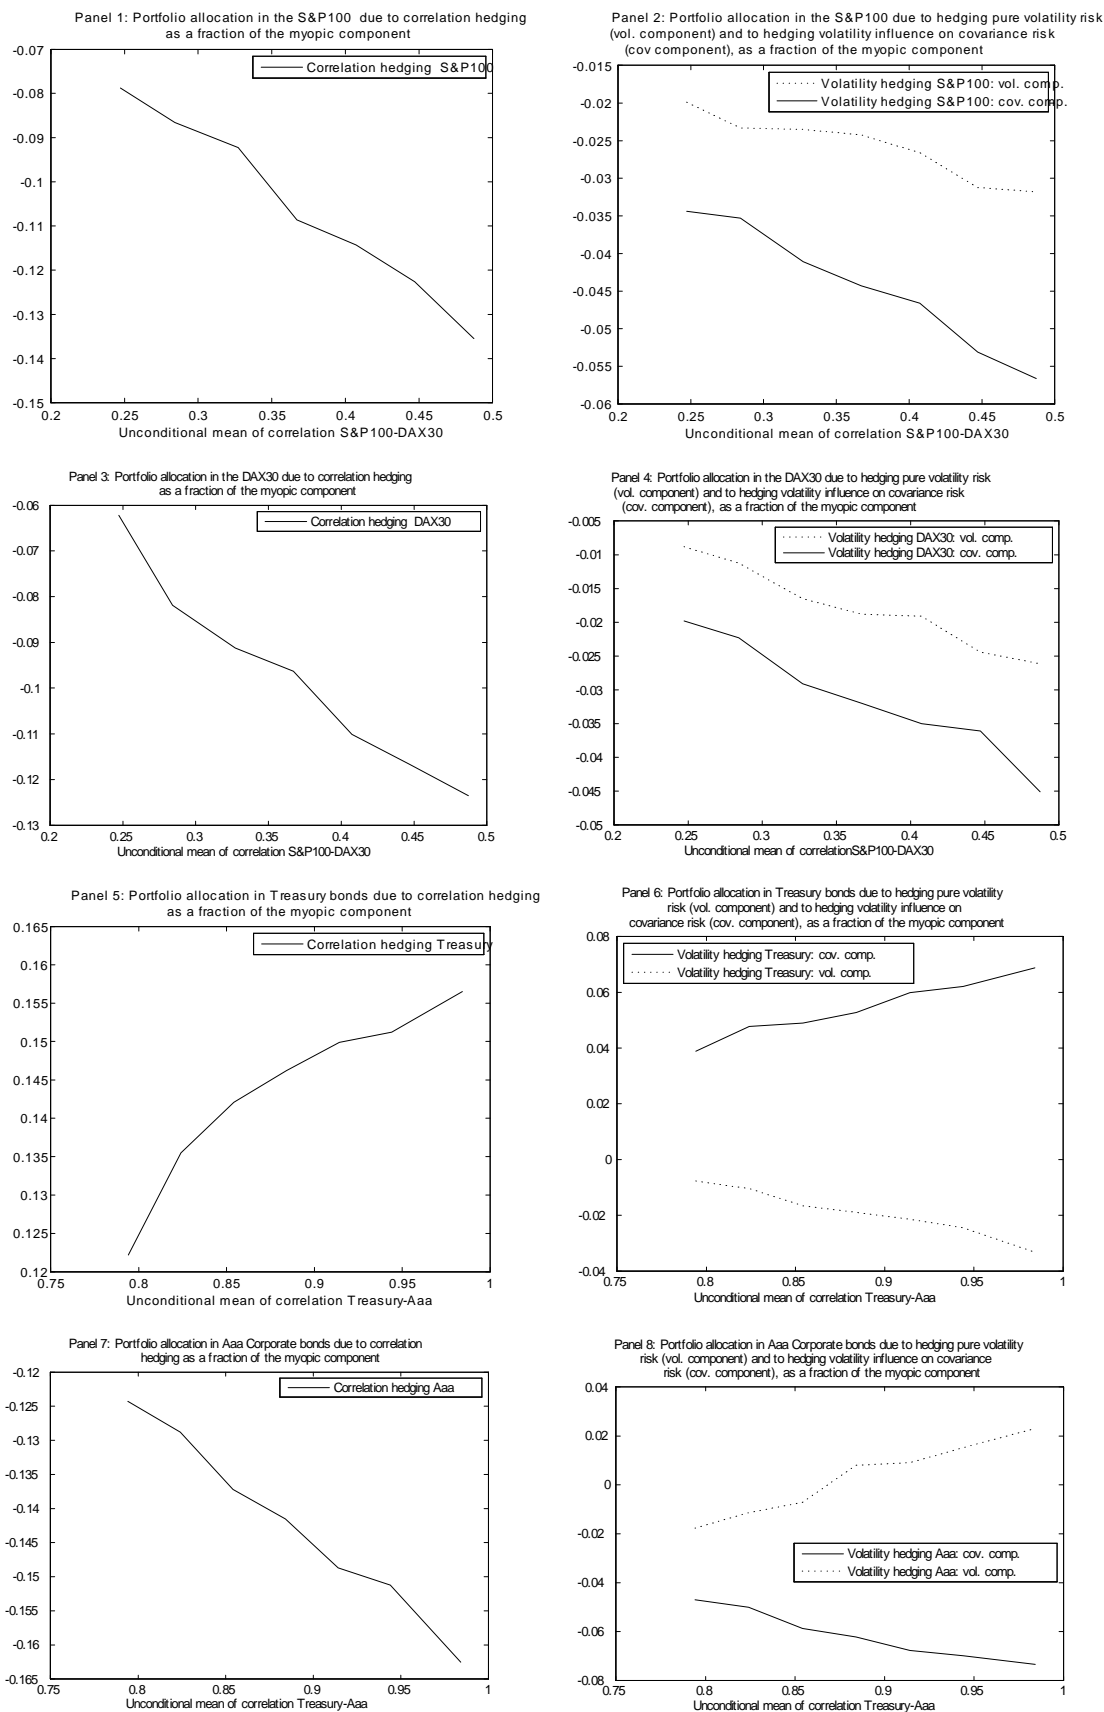 Panel 1: Portfolio allocation in the S&P100 due to correlation hedging
as a fraction of the myopic component
-0.07
-0.08
-0.09
-0.1
-0.11
-0.12
-0.13
-0.14
-0.15
Correlation hedging S&P100
0.2 0.25 0.3 0.35 0.4 0.45 0.5
Unconditional mean of correlation S&P100-DAX30
Panel 2: Portfolio allocation in the S&P100 due to hedging pure volatility risk
(vol. component) and to hedging volatility influence on covariance risk
(cov component), as a fraction of the myopic component
-0.015
-0.02
-0.025
-0.03
-0.035
-0.04
-0.045
-0.05
-0.055
-0.06
Volatility hedging S&P100: vol. comp.
Volatility hedging S&P100: cov. comp.
0.2 0.25 0.3 0.35 0.4 0.45 0.5
Unconditional mean of correlation S&P100-DAX30
Panel 3: Portfolio allocation in the DAX30 due to correlation hedging
as a fraction of the myopic component
-0.06
-0.07
-0.08
-0.09
-0.1
-0.11
-0.12
-0.13
Correlation hedging DAX30
0.2 0.25 0.3 0.35 0.4 0.45 0.5
Unconditional mean of correlation S&P100-DAX30
Panel 4: Portfolio allocation in the DAX30 due to hedging pure volatility risk
(vol. component) and to hedging volatility influence on covariance risk
(cov. component), as a fraction of the myopic component
-0.005
-0.01
-0.015
-0.02
-0.025
-0.03
-0.035
-0.04
-0.045
-0.05
Volatility hedging DAX30: vol. comp.
Volatility hedging DAX30: cov. comp.
0.2 0.25 0.3 0.35 0.4 0.45 0.5
Unconditional mean of correlationS&P100-DAX30
Panel 5: Portfolio allocation in Treasury bonds due to correlation hedging
as a fraction of the myopic component
0.165
0.16
0.155
0.15
0.145
0.14
0.135
0.13
0.125
0.12
Correlation hedging Treasury
0.75 0.8 0.85 0.9 0.95 1
Unconditional mean of correlation Treasury-Aaa
Panel 6: Portfolio allocation in Treasury bonds due to hedging pure volatility
risk (vol. component) and to hedging volatility influence on
covariance risk (cov. component), as a fraction of the myopic component
0.08
0.06
0.04
0.02
0
-0.02
-0.04
Volatility hedging Treasury: cov. comp.
Volatility hedging Treasury: vol. comp.
0.75 0.8 0.85 0.9 0.95 1
Unconditional mean of correlation Treasury-Aaa
Panel 7: Portfolio allocation in Aaa Corporate bonds due to correlation
hedging as a fraction of the myopic component
-0.12
-0.125
-0.13
-0.135
-0.14
-0.145
-0.15
-0.155
-0.16
-0.165
Correlation hedging Aaa
0.75 0.8 0.85 0.9 0.95 1
Unconditional mean of correlation Treasury-Aaa
Panel 8: Portfolio allocation in Aaa Corporate bonds due to hedging pure volatility
risk (vol. component) and to hedging volatility influence on covariance
risk (cov. component), as a fraction of the myopic component
0.04
0.02
0
-0.02
-0.04
-0.06
-0.08
Volatility hedging Aaa: cov. comp.
Volatility hedging Aaa: vol. comp.
0.75 0.8 0.85 0.9 0.95 1
Unconditional mean of correlation Treasury-Aaa